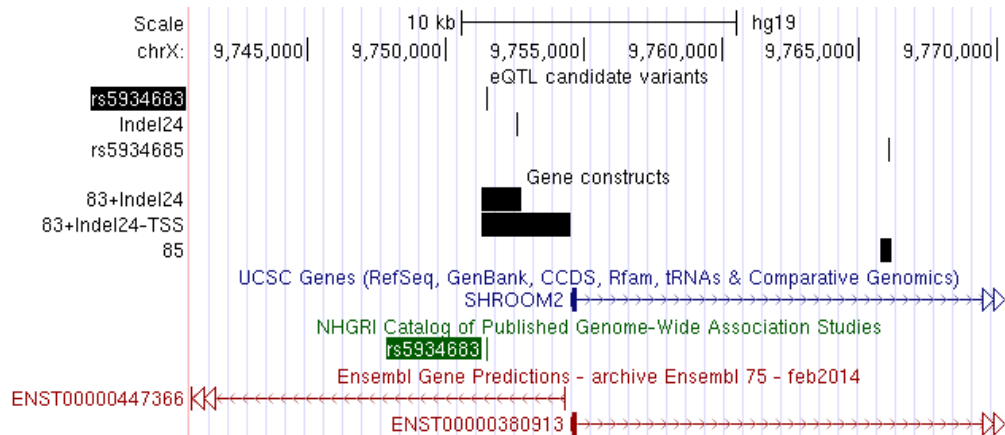 Scale 10 kb hg19
chrX: 9,745,000 9,750,000 9,755,000 9,760,000 9,765,000 9,770,000
eQTL candidate variants
rs5934683
Indel24
rs5934685
Gene constructs
83+Indel24
83+Indel24-TSS
85
UCSC Genes (RefSeq, GenBank, CCDS, Rfam, tRNAs & Comparative Genomics)
SHROOM2
NHGRI Catalog of Published Genome-Wide Association Studies
rs5934683
Ensembl Gene Predictions - archive Ensembl 75 - feb2014
ENST00000447366
ENST00000380913